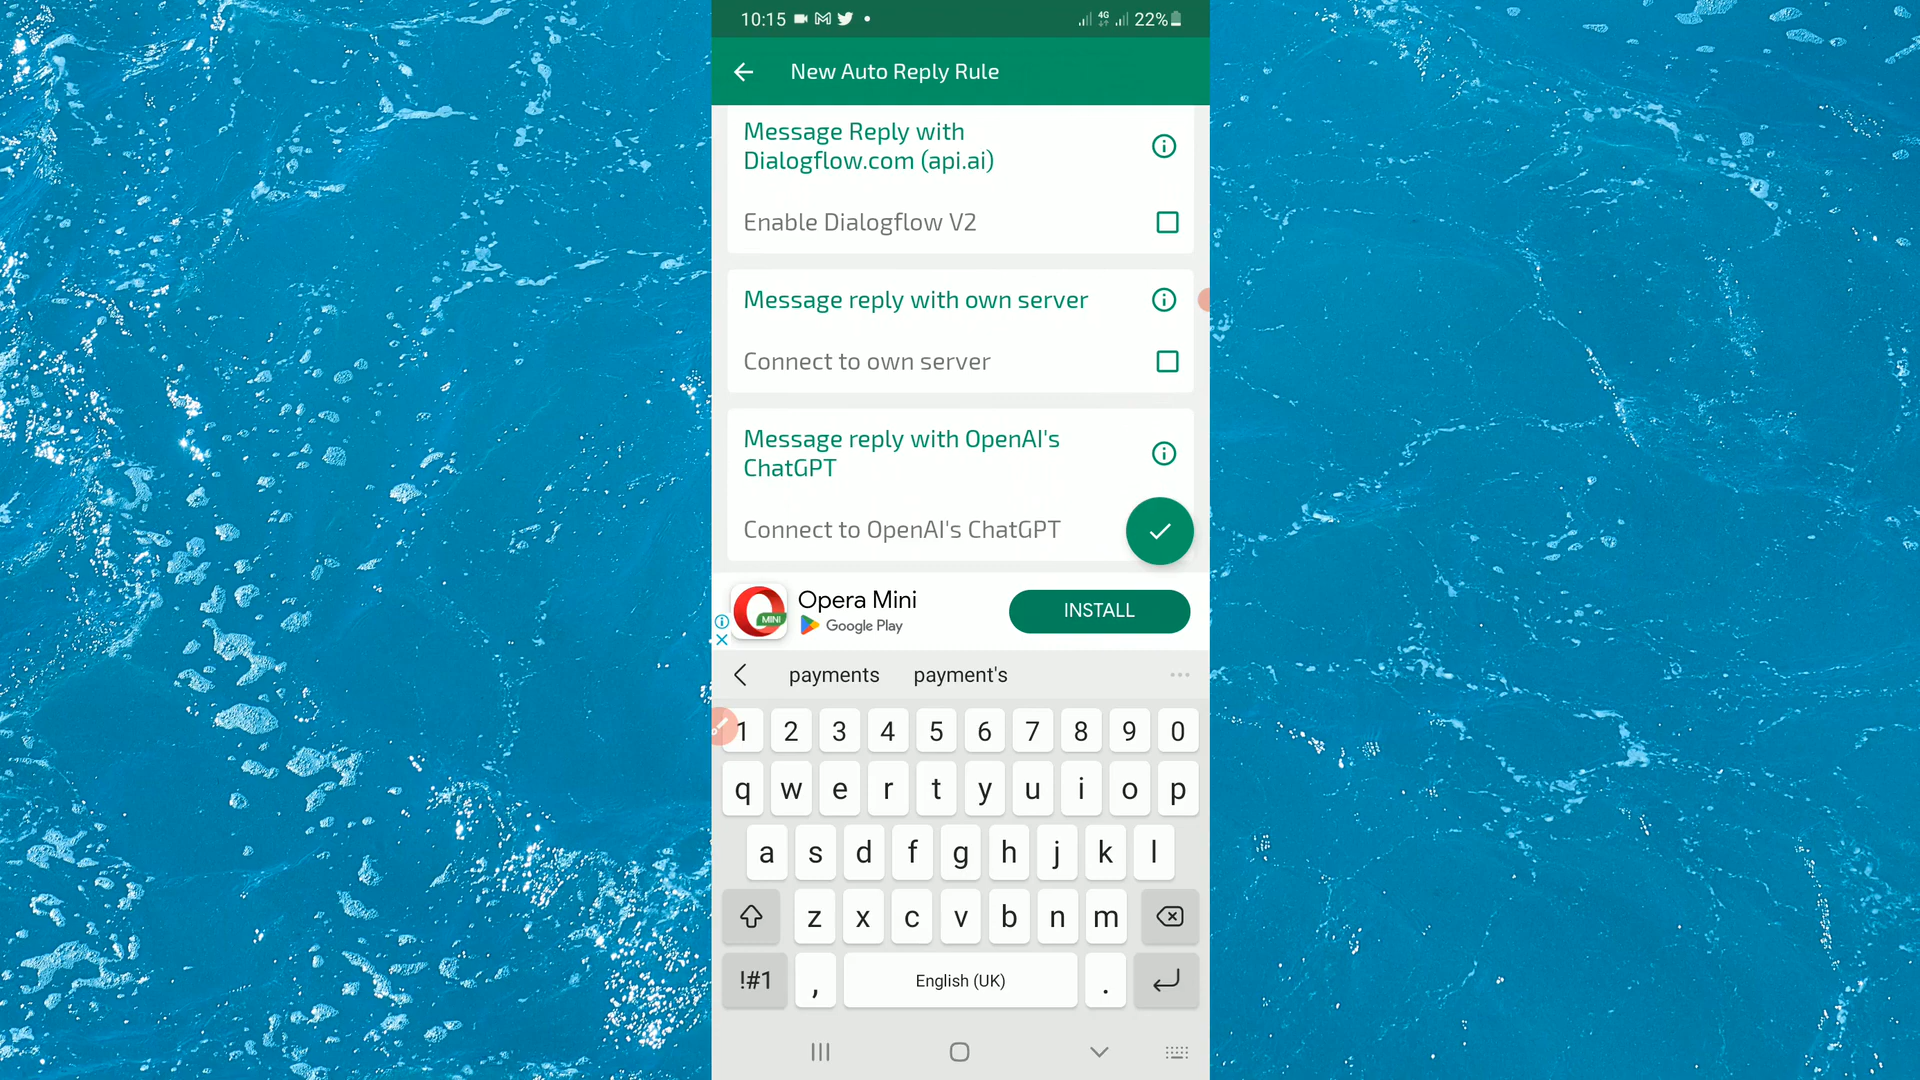 10:15 4G 22%
New Auto Reply Rule
Message Reply with
Dialogflow.com (api.ai)
Enable Dialogflow V2
Message reply with own server
Connect to own server
Message reply with OpenAI's
ChatGPT
Connect to OpenAI's ChatGPT
Opera Mini
MINI
Google Play
INSTALL
payments payment's
1 2 3 4 5 6 7 8 9 0
q w e r t y u i o p
a s d f g h j k l
z x c v b n m
!#1 , English (UK) .